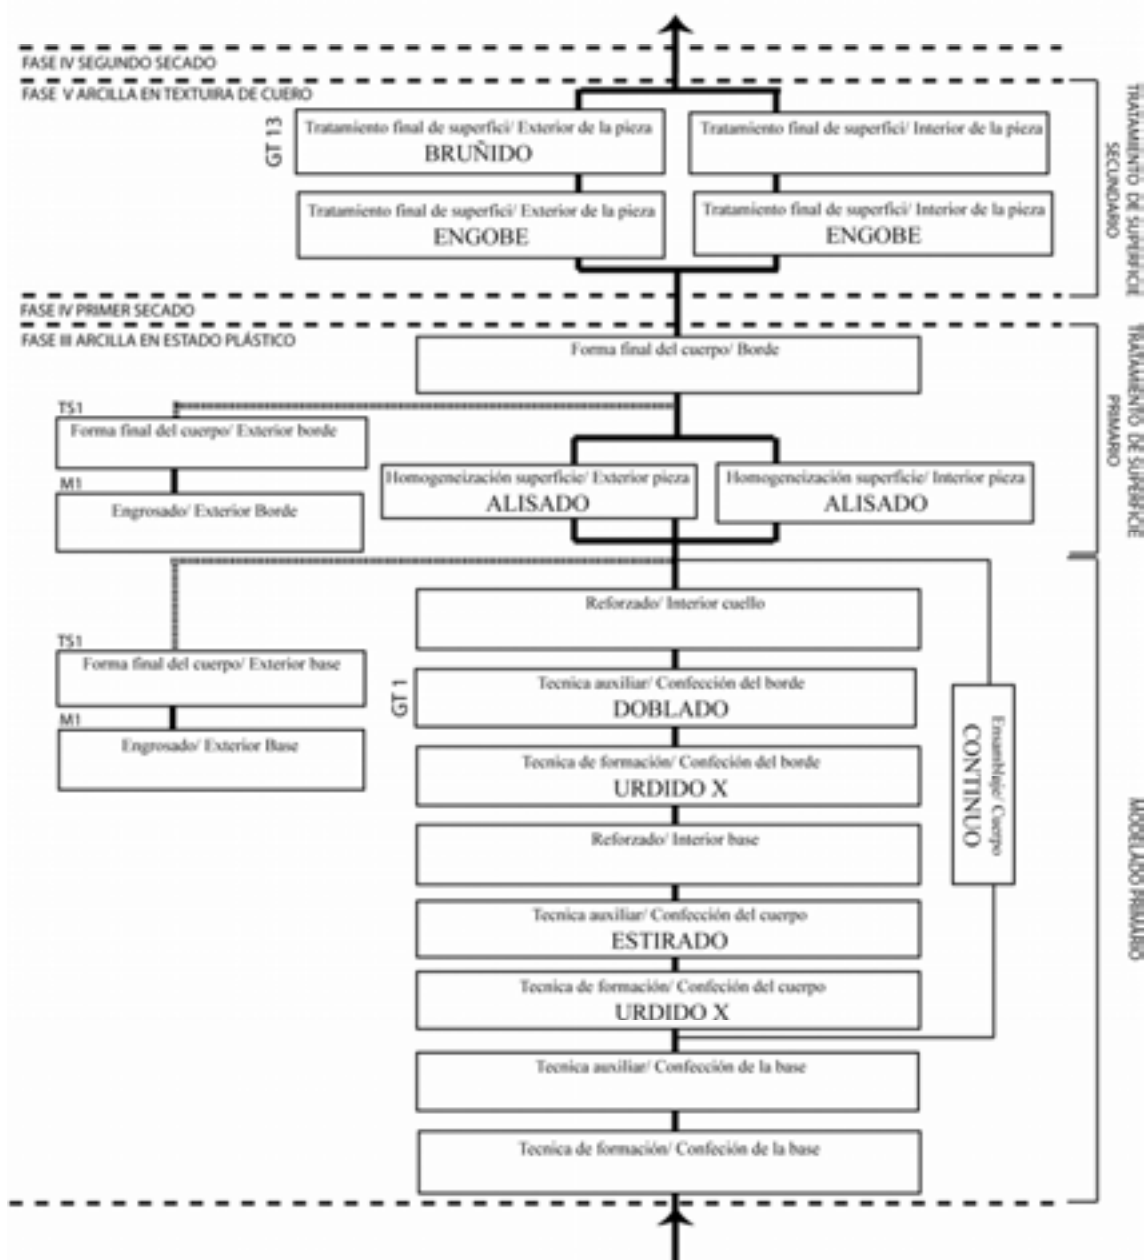 FASE IV SEGUNDO SECADO
FASE V ARCILLA EN TEXTUIRA DE CUERO
GT 13
Tratamiento final de superfici/ Exterior de la pieza
BRUÑIDO
Tratamiento final de superfici/ Interior de la pieza
Tratamiento final de superfici/ Exterior de la pieza
ENGOBE
Tratamiento final de superfici/ Interior de la pieza
ENGOBE
TRATAMIENTO DE SUPERFICIE
SECUNDARIO
FASE IV PRIMER SECADO
FASE III ARCILLA EN ESTADO PLÁSTICO
Forma final del cuerpo/ Borde
TS1
Forma final del cuerpo/ Exterior borde
M1
Engrosado/ Exterior Borde
Homogeneización superficie/ Exterior pieza
ALISADO
Homogeneización superficie/ Interior pieza
ALISADO
TRATAMIENTO DE SUPERFICIE
PRIMARIO
Reforzado/ Interior cuello
TS1
Forma final del cuerpo/ Exterior base
M1
Engrosado/ Exterior Base
GT 1
Tecnica auxiliar/ Confección del borde
DOBLADO
Tecnica de formación/ Confeción del borde
URDIDO X
Reforzado/ Interior base
Tecnica auxiliar/ Confección del cuerpo
ESTIRADO
Tecnica de formación/ Confeción del cuerpo
URDIDO X
Ensamblaje/ Cuerpo
CONTINUO
Tecnica auxiliar/ Confección de la base
Tecnica de formación/ Confeción de la base
MODELADO PRIMARIO